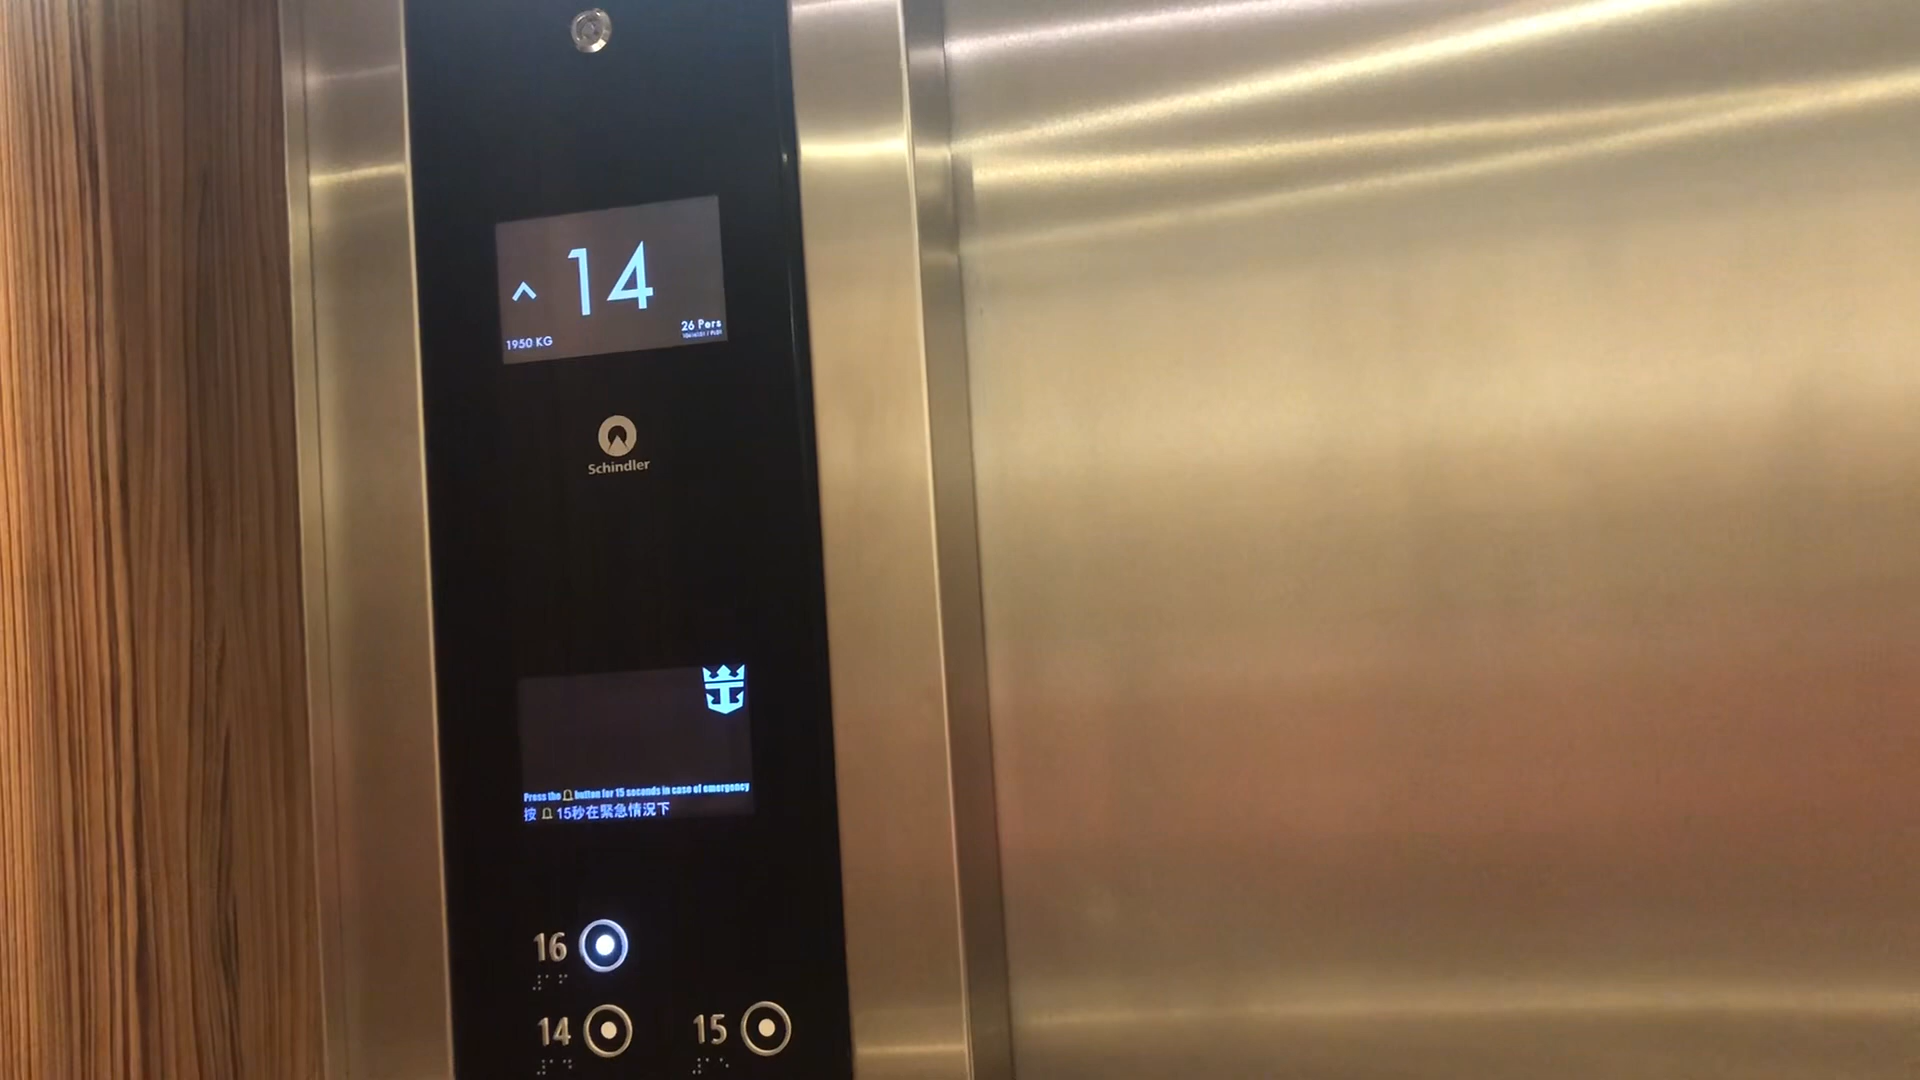 14
1950 KG
26 Pers
Schindler
Press the button for 15 seconds in case of emergency
按 15秒在緊急情況下
16
14
15